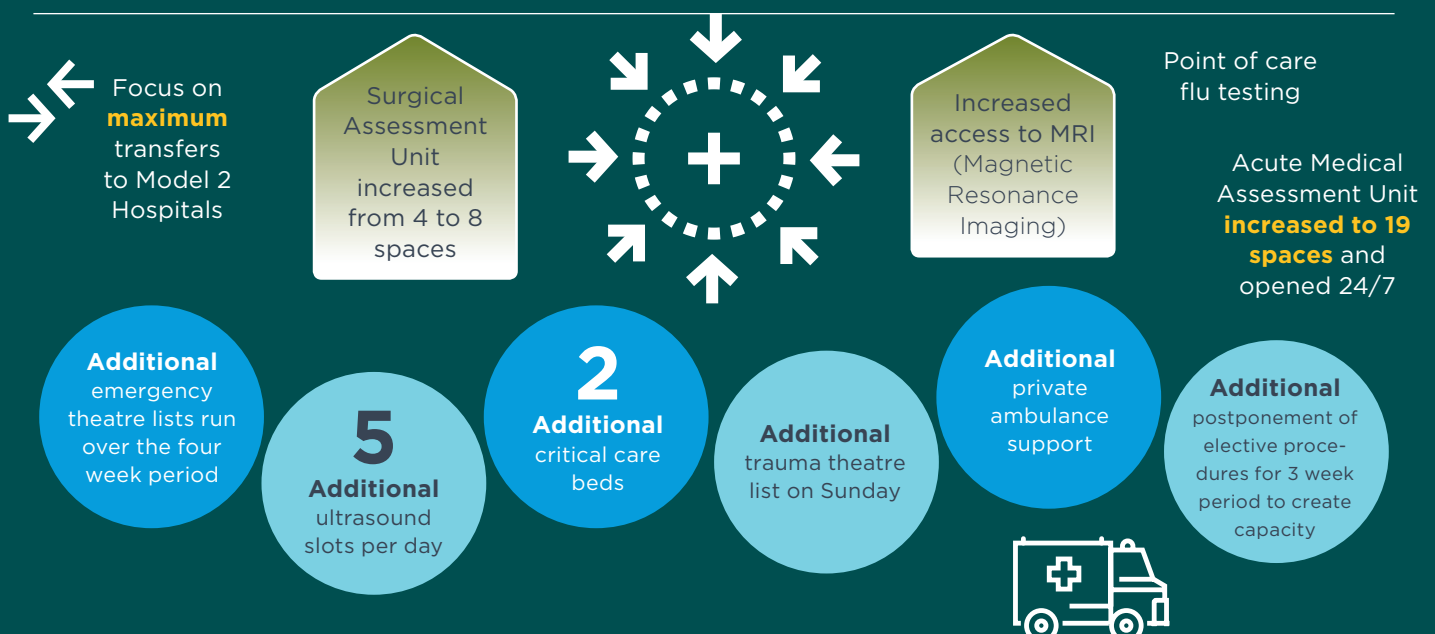 Focus on
maximum
transfers
to Model 2
Hospitals
Surgical
Assessment
Unit
increased
from 4 to 8
spaces
Increased
access to MRI
(Magnetic
Resonance
Imaging)
Point of care
flu testing
Acute Medical
Assessment Unit
increased to 19
spaces and
opened 24/7
Additional
emergency
theatre lists run
over the four
week period
5
Additional
ultrasound
slots per day
2
Additional
critical care
beds
Additional
trauma theatre
list on Sunday
Additional
private
ambulance
support
Additional
postponement of
elective proce-
dures for 3 week
period to create
capacity